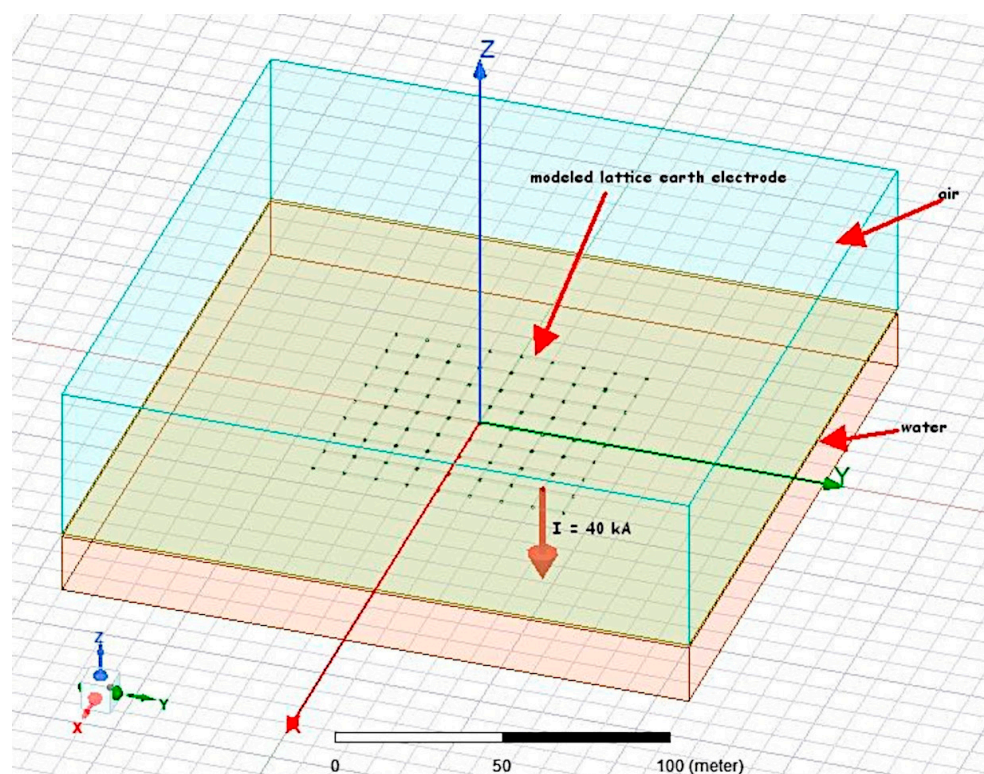 Z
modeled lattice earth electrode
air
water
Y
I = 40 kA
X
Z
Y
X
0 50 100 (meter)